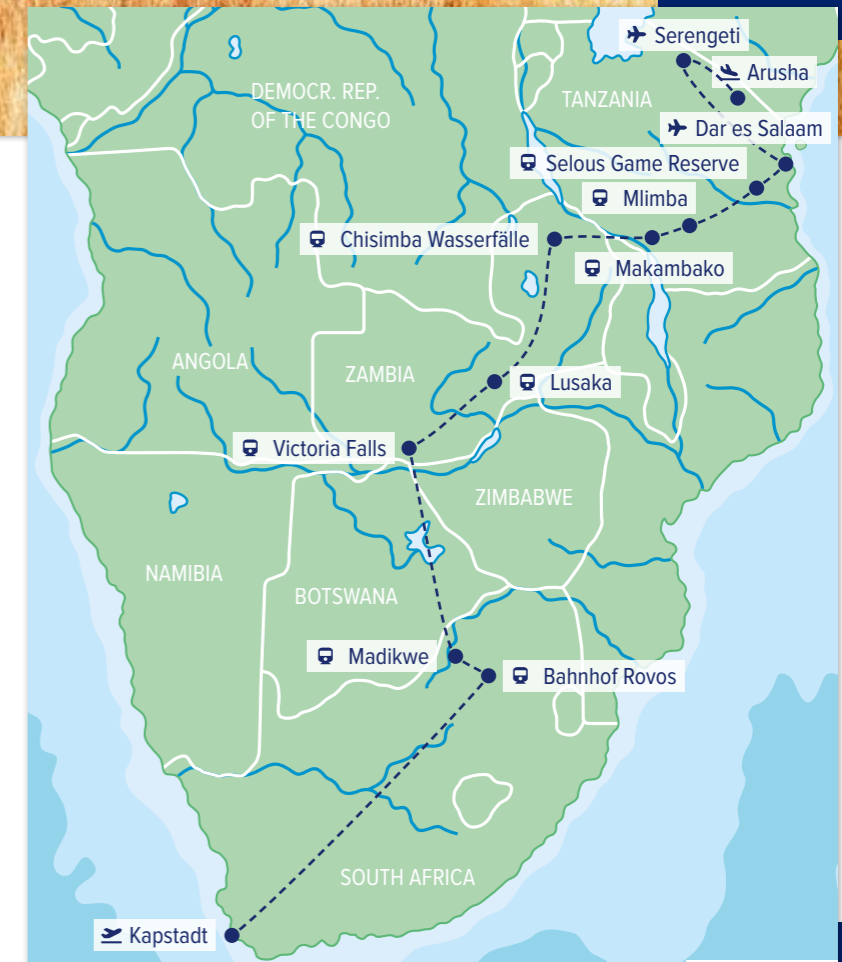 Serengeti
Arusha
TANZANIA
DEMOCR. REP.
OF THE CONGO
Dar es Salaam
Selous Game Reserve
Mlimba
Chisimba Wasserfälle
Makambako
ANGOLA
ZAMBIA
Lusaka
Victoria Falls
ZIMBABWE
NAMIBIA
BOTSWANA
Madikwe
Bahnhof Rovos
SOUTH AFRICA
Kapstadt